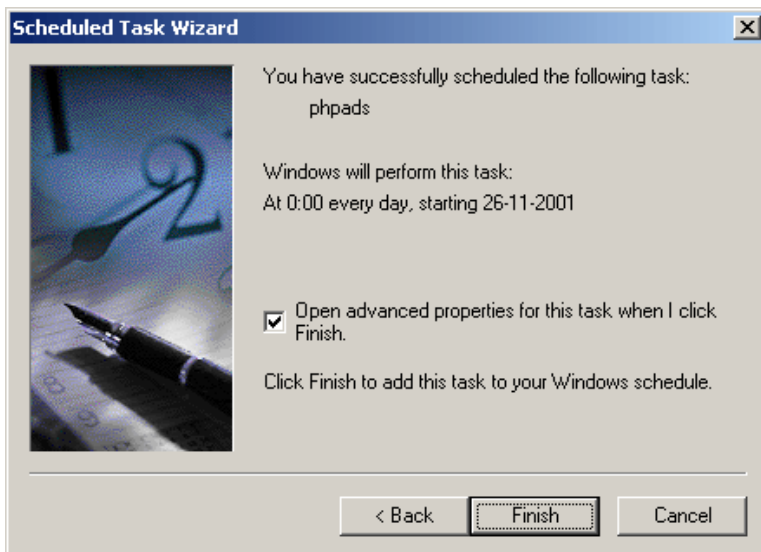 Scheduled Task Wizard
You have successfully scheduled the following task:
phpads
Windows will perform this task:
At 0:00 every day, starting 26-11-2001
Open advanced properties for this task when I click
Finish.
Click Finish to add this task to your Windows schedule.
< Back
Finish
Cancel